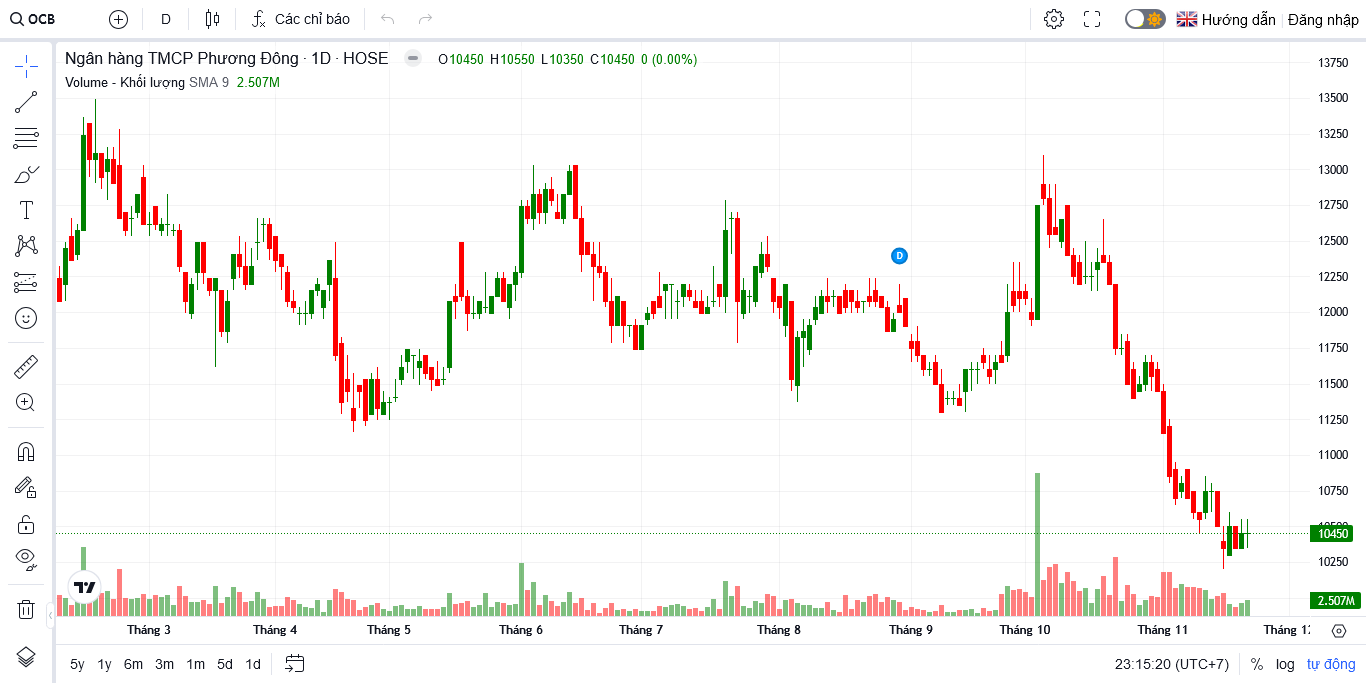 OCB D Các chỉ báo Hướng dẫn Đăng nhập
Ngân hàng TMCP Phương Đông · 1D · HOSE O10450 H10550 L10350 C10450 0 (0.00%)
Volume - Khối lượng SMA 9 2.507M
13750
13500
13250
13000
12750
12500
12250
12000
11750
11500
11250
11000
10750
10450
10250
2.507M
D
Tháng 3 Tháng 4 Tháng 5 Tháng 6 Tháng 7 Tháng 8 Tháng 9 Tháng 10 Tháng 11 Tháng 1
5y 1y 6m 3m 1m 5d 1d 23:15:20 (UTC+7) % log tự động